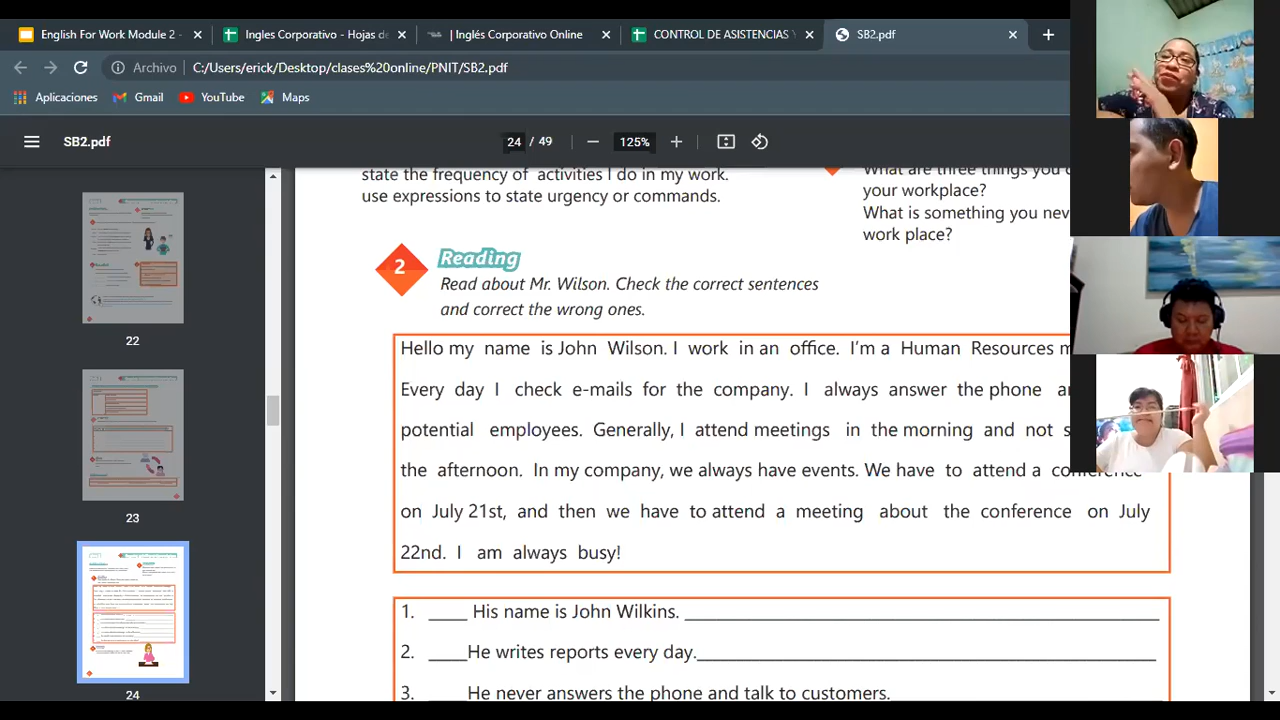 English For Work Module 2 -
Ingles Corporativo - Hojas de
| Inglés Corporativo Online
CONTROL DE ASISTENCIAS
SB2.pdf
Archivo
C:/Users/erick/Desktop/clases%20online/PNIT/SB2.pdf
Aplicaciones
Gmail
YouTube
Maps
SB2.pdf
24 / 49
125%
state the frequency of activities I do in my work.
use expressions to state urgency or commands.
What are three things you
your workplace?
What is something you
work place?
2
Reading
Read about Mr. Wilson. Check the correct sentences
and correct the wrong ones.
Hello my name is John Wilson. I work in an office. I'm a Human Resources
Every day I check e-mails for the company. I always answer the phone
potential employees. Generally, I attend meetings in the morning and not
the afternoon. In my company, we always have events. We have to attend a conference
on July 21st, and then we have to attend a meeting about the conference on July
22nd. I am always busy!
1. ____ His name is John Wilkins. ____
2. ____He writes reports every day.____
3. ____ He never answers the phone and talk to customers.
22
23
24